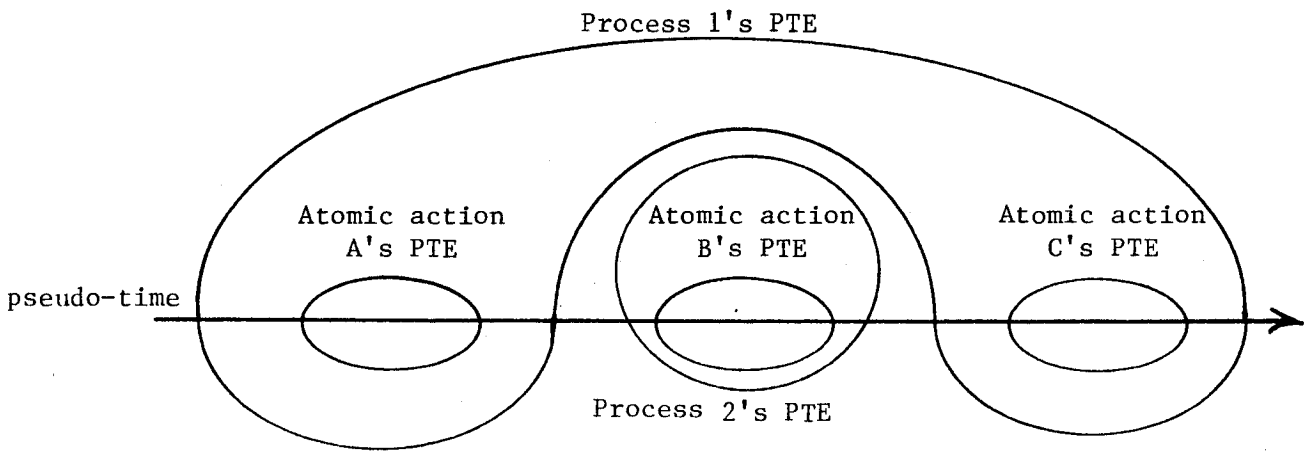 Process 1's PTE
Atomic action
A's PTE
Atomic action
B's PTE
Atomic action
C's PTE
pseudo-time
Process 2's PTE